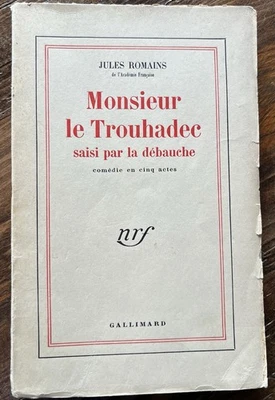 JULES ROMAINS
de l'Académie Française
Monsieur
le Trouhadec
saisi par la débauche
comédie en cinq actes
nrf
GALLIMARD